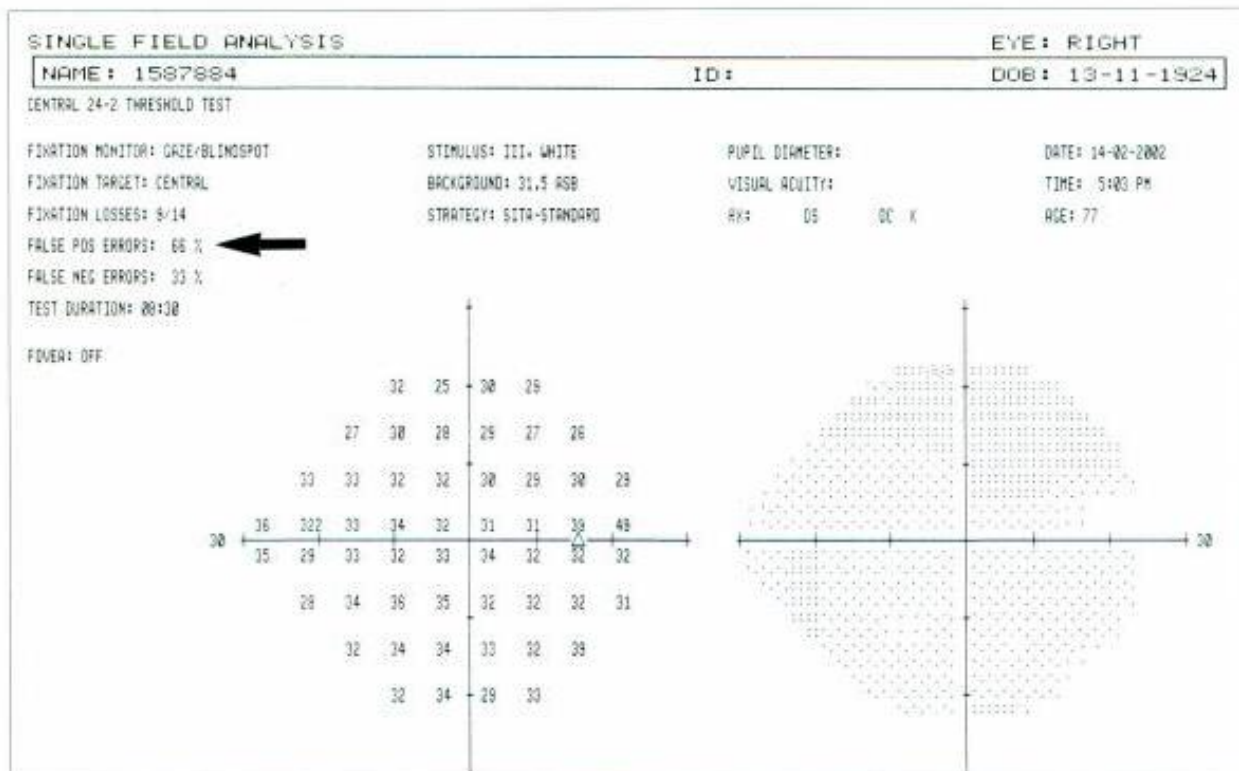 SINGLE FIELD ANALYSIS EYE: RIGHT
NAME: 1587884 ID: DOB: 13-11-1924
CENTRAL 24-2 THRESHOLD TEST
FIXATION MONITOR: GAZE/BLINDSPOT STIMULUS: III, WHITE PUPIL DIAMETER: DATE: 14-02-2002
FIXATION TARGET: CENTRAL BACKGROUND: 31.5 ASB VISUAL ACUITY: TIME: 5:03 PM
FIXATION LOSSES: 9/14 STRATEGY: SITA-STANDARD RX: DS DC X AGE: 77
FALSE POS ERRORS: 66 %
FALSE NEG ERRORS: 33 %
TEST DURATION: 08:30
FOVEA: OFF
32 25 30 29
27 30 28 29 27 26
33 33 32 32 30 29 30 29
36 322 33 34 32 31 31 39 49
30 30
35 29 33 32 33 34 32 32 32
28 34 36 35 32 32 32 31
32 34 34 33 32 39
32 34 29 33